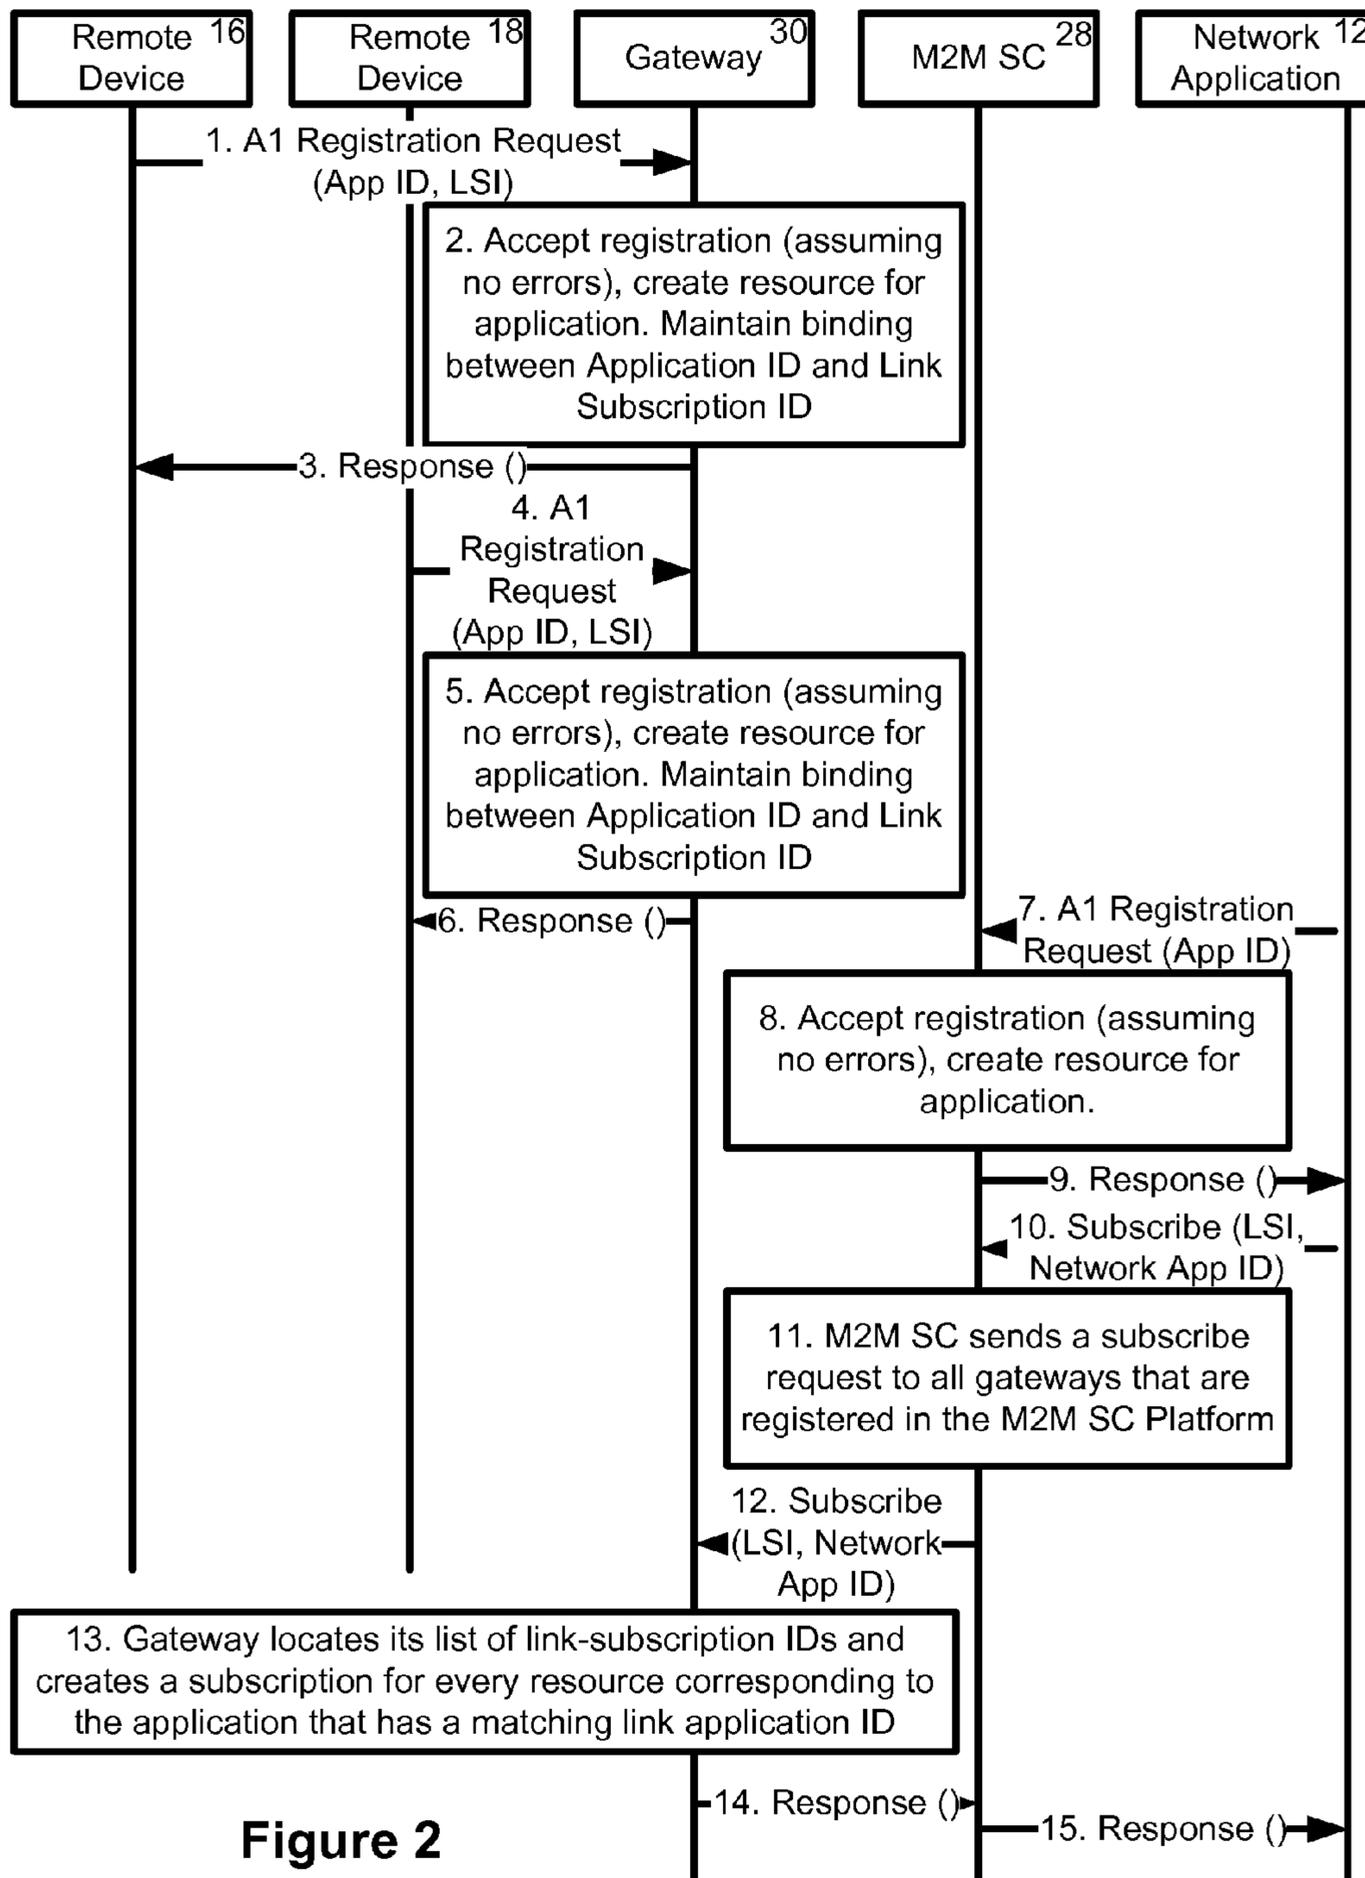 Remote 16
Device
Remote 18
Device
Gateway 30
M2M SC 28
Network 12
Application
1. A1 Registration Request
(App ID, LSI)
2. Accept registration (assuming
no errors), create resource for
application. Maintain binding
between Application ID and Link
Subscription ID
3. Response ()
4. A1
Registration
Request
(App ID, LSI)
5. Accept registration (assuming
no errors), create resource for
application. Maintain binding
between Application ID and Link
Subscription ID
6. Response ()
7. A1 Registration
Request (App ID)
8. Accept registration (assuming
no errors), create resource for
application.
9. Response ()
10. Subscribe (LSI,
Network App ID)
11. M2M SC sends a subscribe
request to all gateways that are
registered in the M2M SC Platform
12. Subscribe
(LSI, Network
App ID)
13. Gateway locates its list of link-subscription IDs and
creates a subscription for every resource corresponding to
the application that has a matching link application ID
14. Response ()
15. Response ()
Figure 2